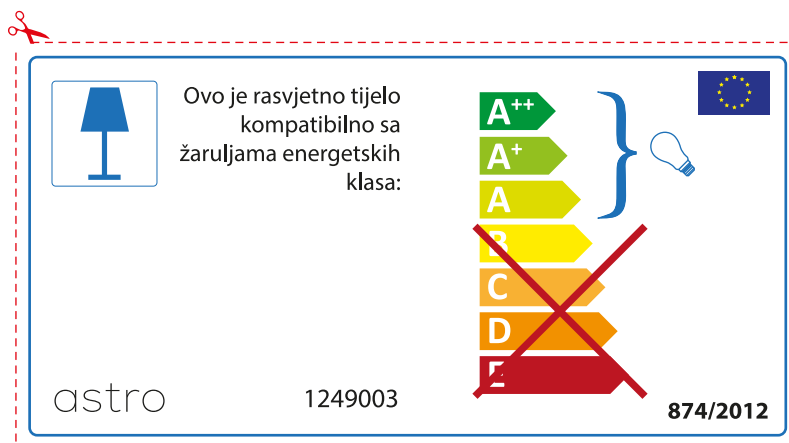 Ovo je rasvjetno tijelo
kompatibilno sa
žaruljama energetskih
klasa:
A++
A+
A
B
C
D
E
astro
1249003
874/2012